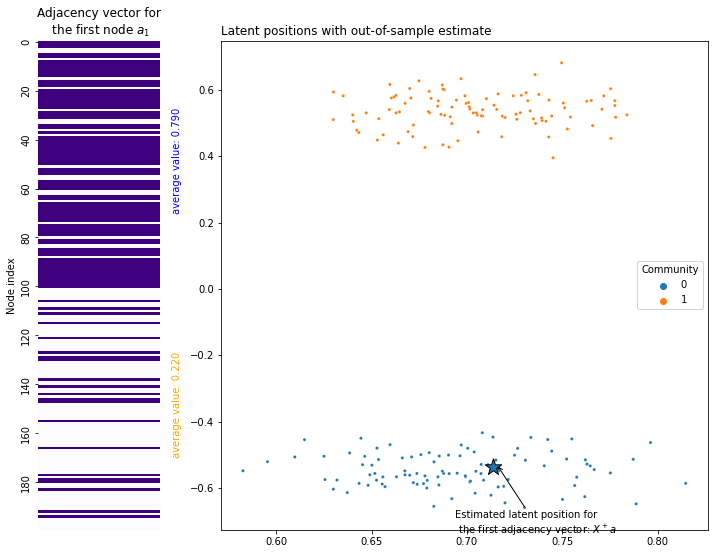 Adjacency vector for
the first node a₁
Node index
0
20
40
60
80
100
120
140
160
180
average value: 0.790
average value: 0.220
Latent positions with out-of-sample estimate
0.6
0.4
0.2
0.0
−0.2
−0.4
−0.6
0.60
0.65
0.70
0.75
0.80
Community
0
1
Estimated latent position for
the first adjacency vector: X⁺a